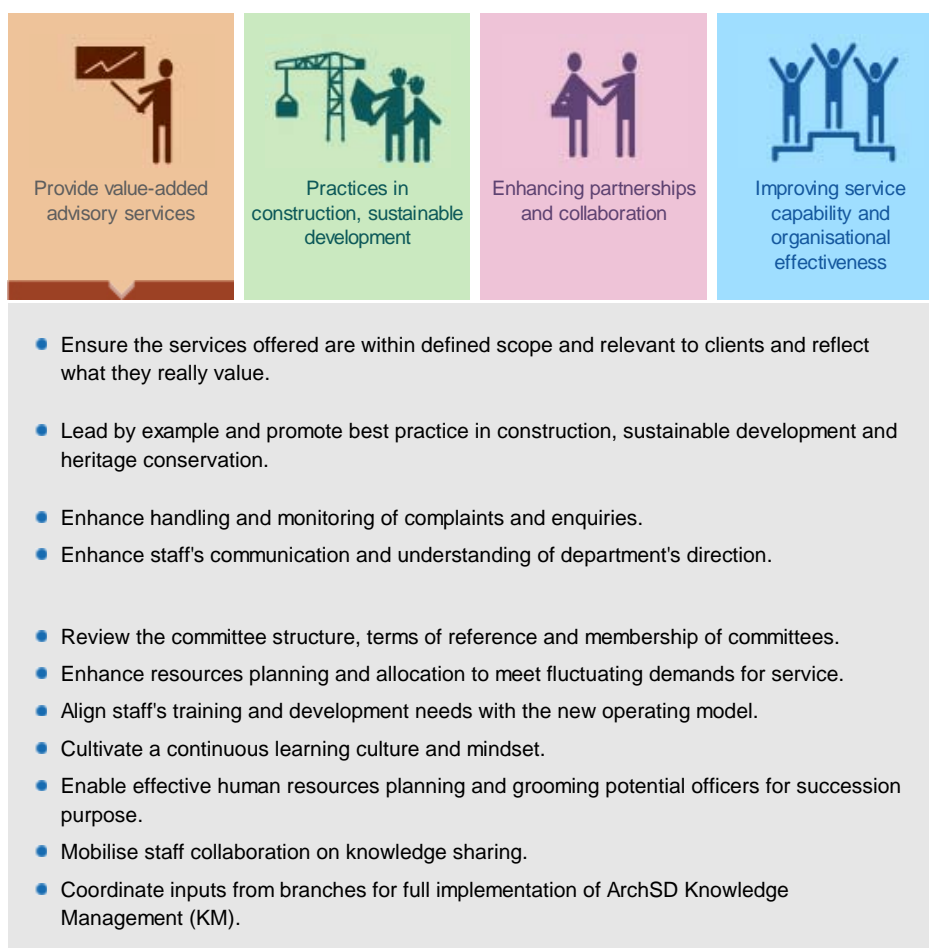 Provide value-added
advisory services
Practices in
construction, sustainable
development
Enhancing partnerships
and collaboration
Improving service
capability and
organisational
effectiveness
Ensure the services offered are within defined scope and relevant to clients and reflect
what they really value.
Lead by example and promote best practice in construction, sustainable development and
heritage conservation.
Enhance handling and monitoring of complaints and enquiries.
Enhance staff's communication and understanding of department's direction.
Review the committee structure, terms of reference and membership of committees.
Enhance resources planning and allocation to meet fluctuating demands for service.
Align staff's training and development needs with the new operating model.
Cultivate a continuous learning culture and mindset.
Enable effective human resources planning and grooming potential officers for succession
purpose.
Mobilise staff collaboration on knowledge sharing.
Coordinate inputs from branches for full implementation of ArchSD Knowledge
Management (KM).